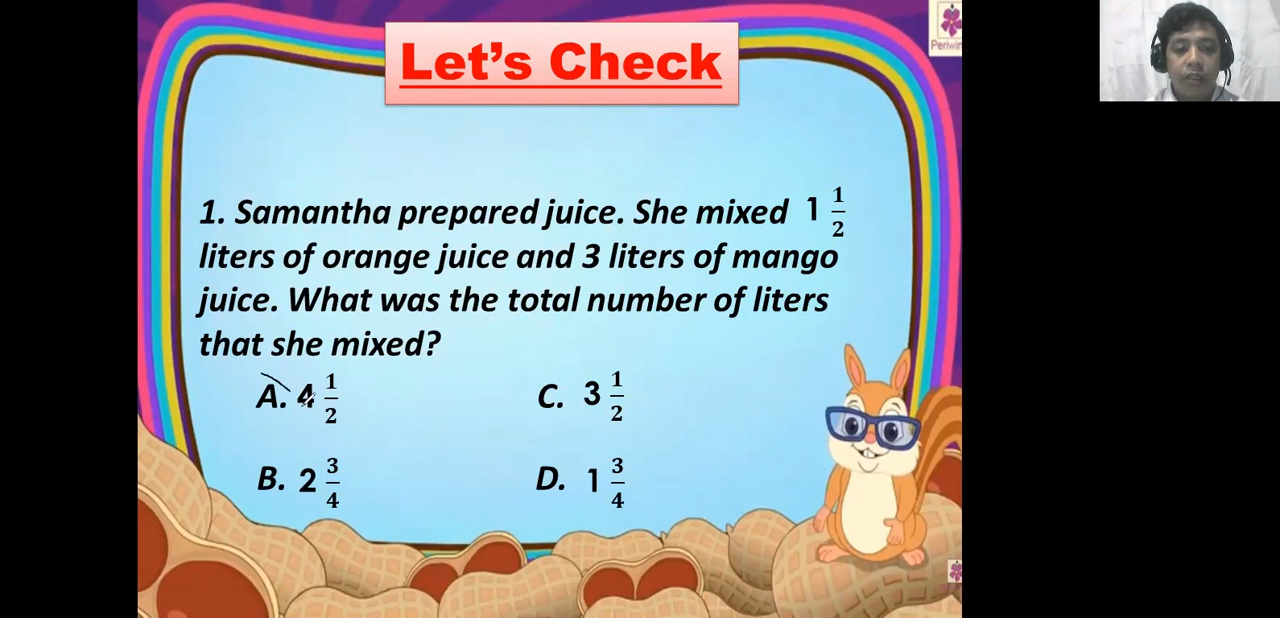 Let's Check
1. Samantha prepared juice. She mixed 1 1/2
liters of orange juice and 3 liters of mango
juice. What was the total number of liters
that she mixed?
A. 4 1/2
C. 3 1/2
B. 2 3/4
D. 1 3/4